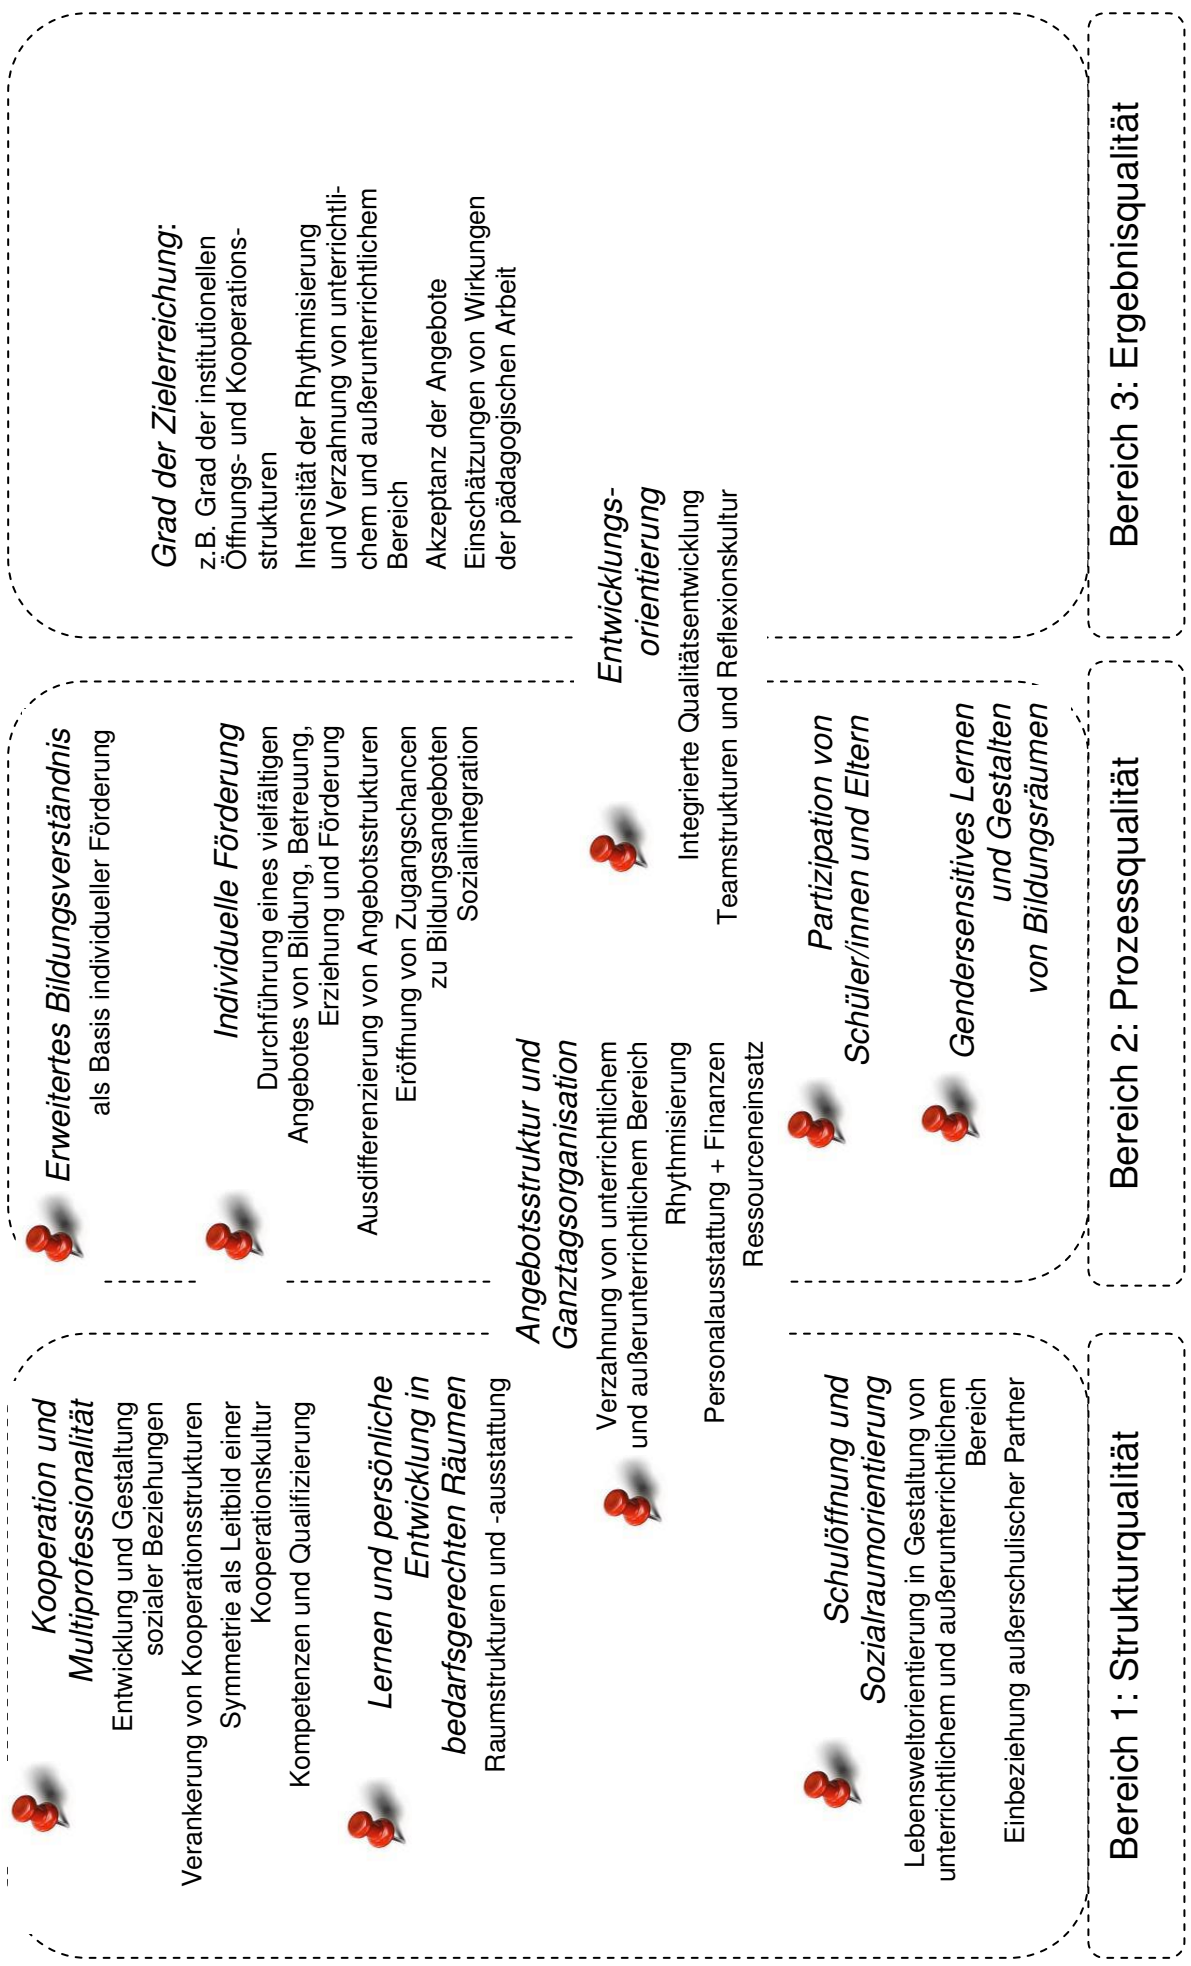 Kooperation und
Multiprofessionalität
Entwicklung und Gestaltung
sozialer Beziehungen
Verankerung von Kooperationsstrukturen
Symmetrie als Leitbild einer
Kooperationskultur
Kompetenzen und Qualifizierung
Lernen und persönliche
Entwicklung in
bedarfsgerechten Räumen
Raumstrukturen und -ausstattung
Schulöffnung und
Sozialraumorientierung
Lebensweltorientierung in Gestaltung von
unterrichtlichem und außerunterrichtlichem
Bereich
Einbeziehung außerschulischer Partner
Bereich 1: Strukturqualität
Angebotsstruktur und
Ganztagsorganisation
Verzahnung von unterrichtlichem
und außerunterrichtlichem Bereich
Rhythmisierung
Personalausstattung + Finanzen
Ressourceneinsatz
Erweitertes Bildungsverständnis
als Basis individueller Förderung
Individuelle Förderung
Durchführung eines vielfältigen
Angebotes von Bildung, Betreuung,
Erziehung und Förderung
Ausdifferenzierung von Angebotsstrukturen
Eröffnung von Zugangschancen
zu Bildungsangeboten
Sozialintegration
Partizipation von
Schüler/innen und Eltern
Gendersensitives Lernen
und Gestalten
von Bildungsräumen
Bereich 2: Prozessqualität
Entwicklungs-
orientierung
Integrierte Qualitätsentwicklung
Teamstrukturen und Reflexionskultur
Grad der Zielerreichung:
z.B. Grad der institutionellen
Öffnungs- und Kooperations-
strukturen
Intensität der Rhythmisierung
und Verzahnung von unterrichtli-
chem und außerunterrichtlichem
Bereich
Akzeptanz der Angebote
Einschätzungen von Wirkungen
der pädagogischen Arbeit
Bereich 3: Ergebnisqualität